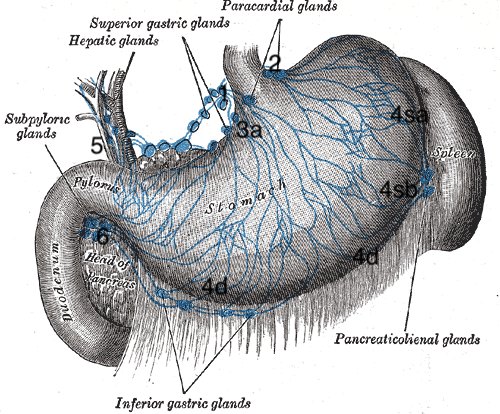 Paracardial glands
Superior gastric glands
Hepatic glands
2
1
4sa
Subpyloric
glands
5
3a
Spleen
Pylorus
Stomach
4sb
6
Head of
Pancreas
Duodenum
4d
4d
Pancreaticolienal glands
Inferior gastric glands